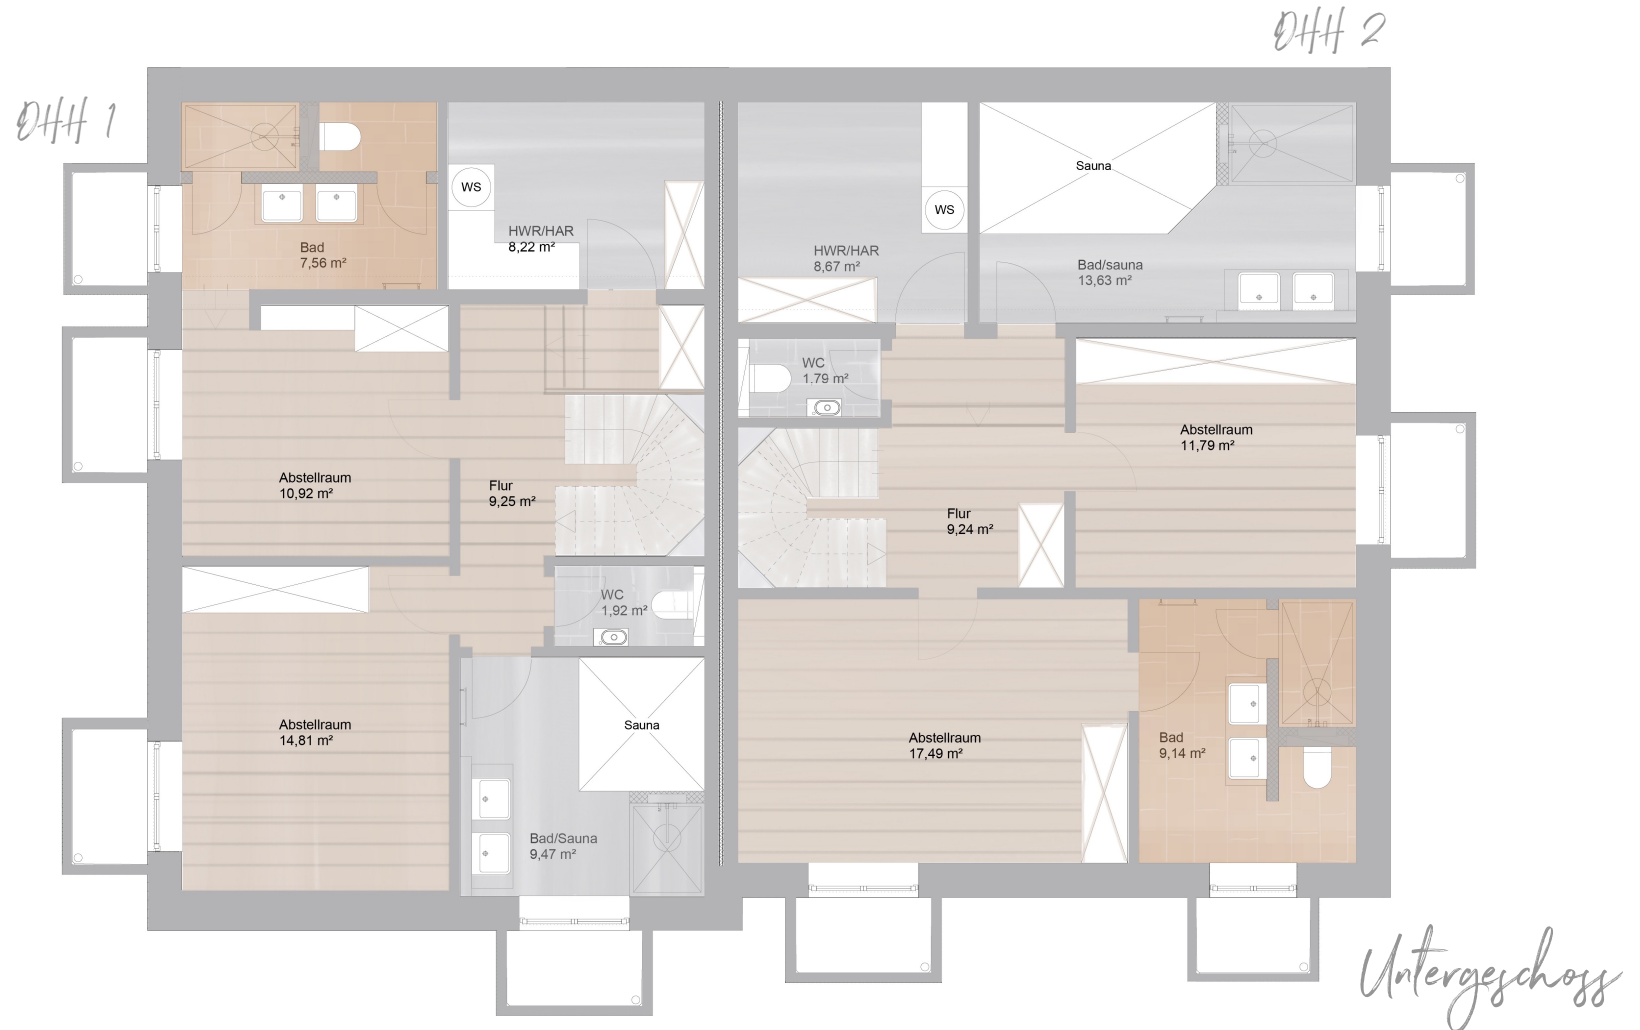 DHH 2
DHH 1
Sauna
WS
WS
HWR/HAR
8,22 m²
Bad
7,56 m²
HWR/HAR
8,67 m²
Bad/sauna
13,63 m²
WC
1,79 m²
Abstellraum
11,79 m²
Abstellraum
10,92 m²
Flur
9,25 m²
Flur
9,24 m²
WC
1,92 m²
Abstellraum
14,81 m²
Sauna
Abstellraum
17,49 m²
Bad
9,14 m²
Bad/Sauna
9,47 m²
Untergeschoss